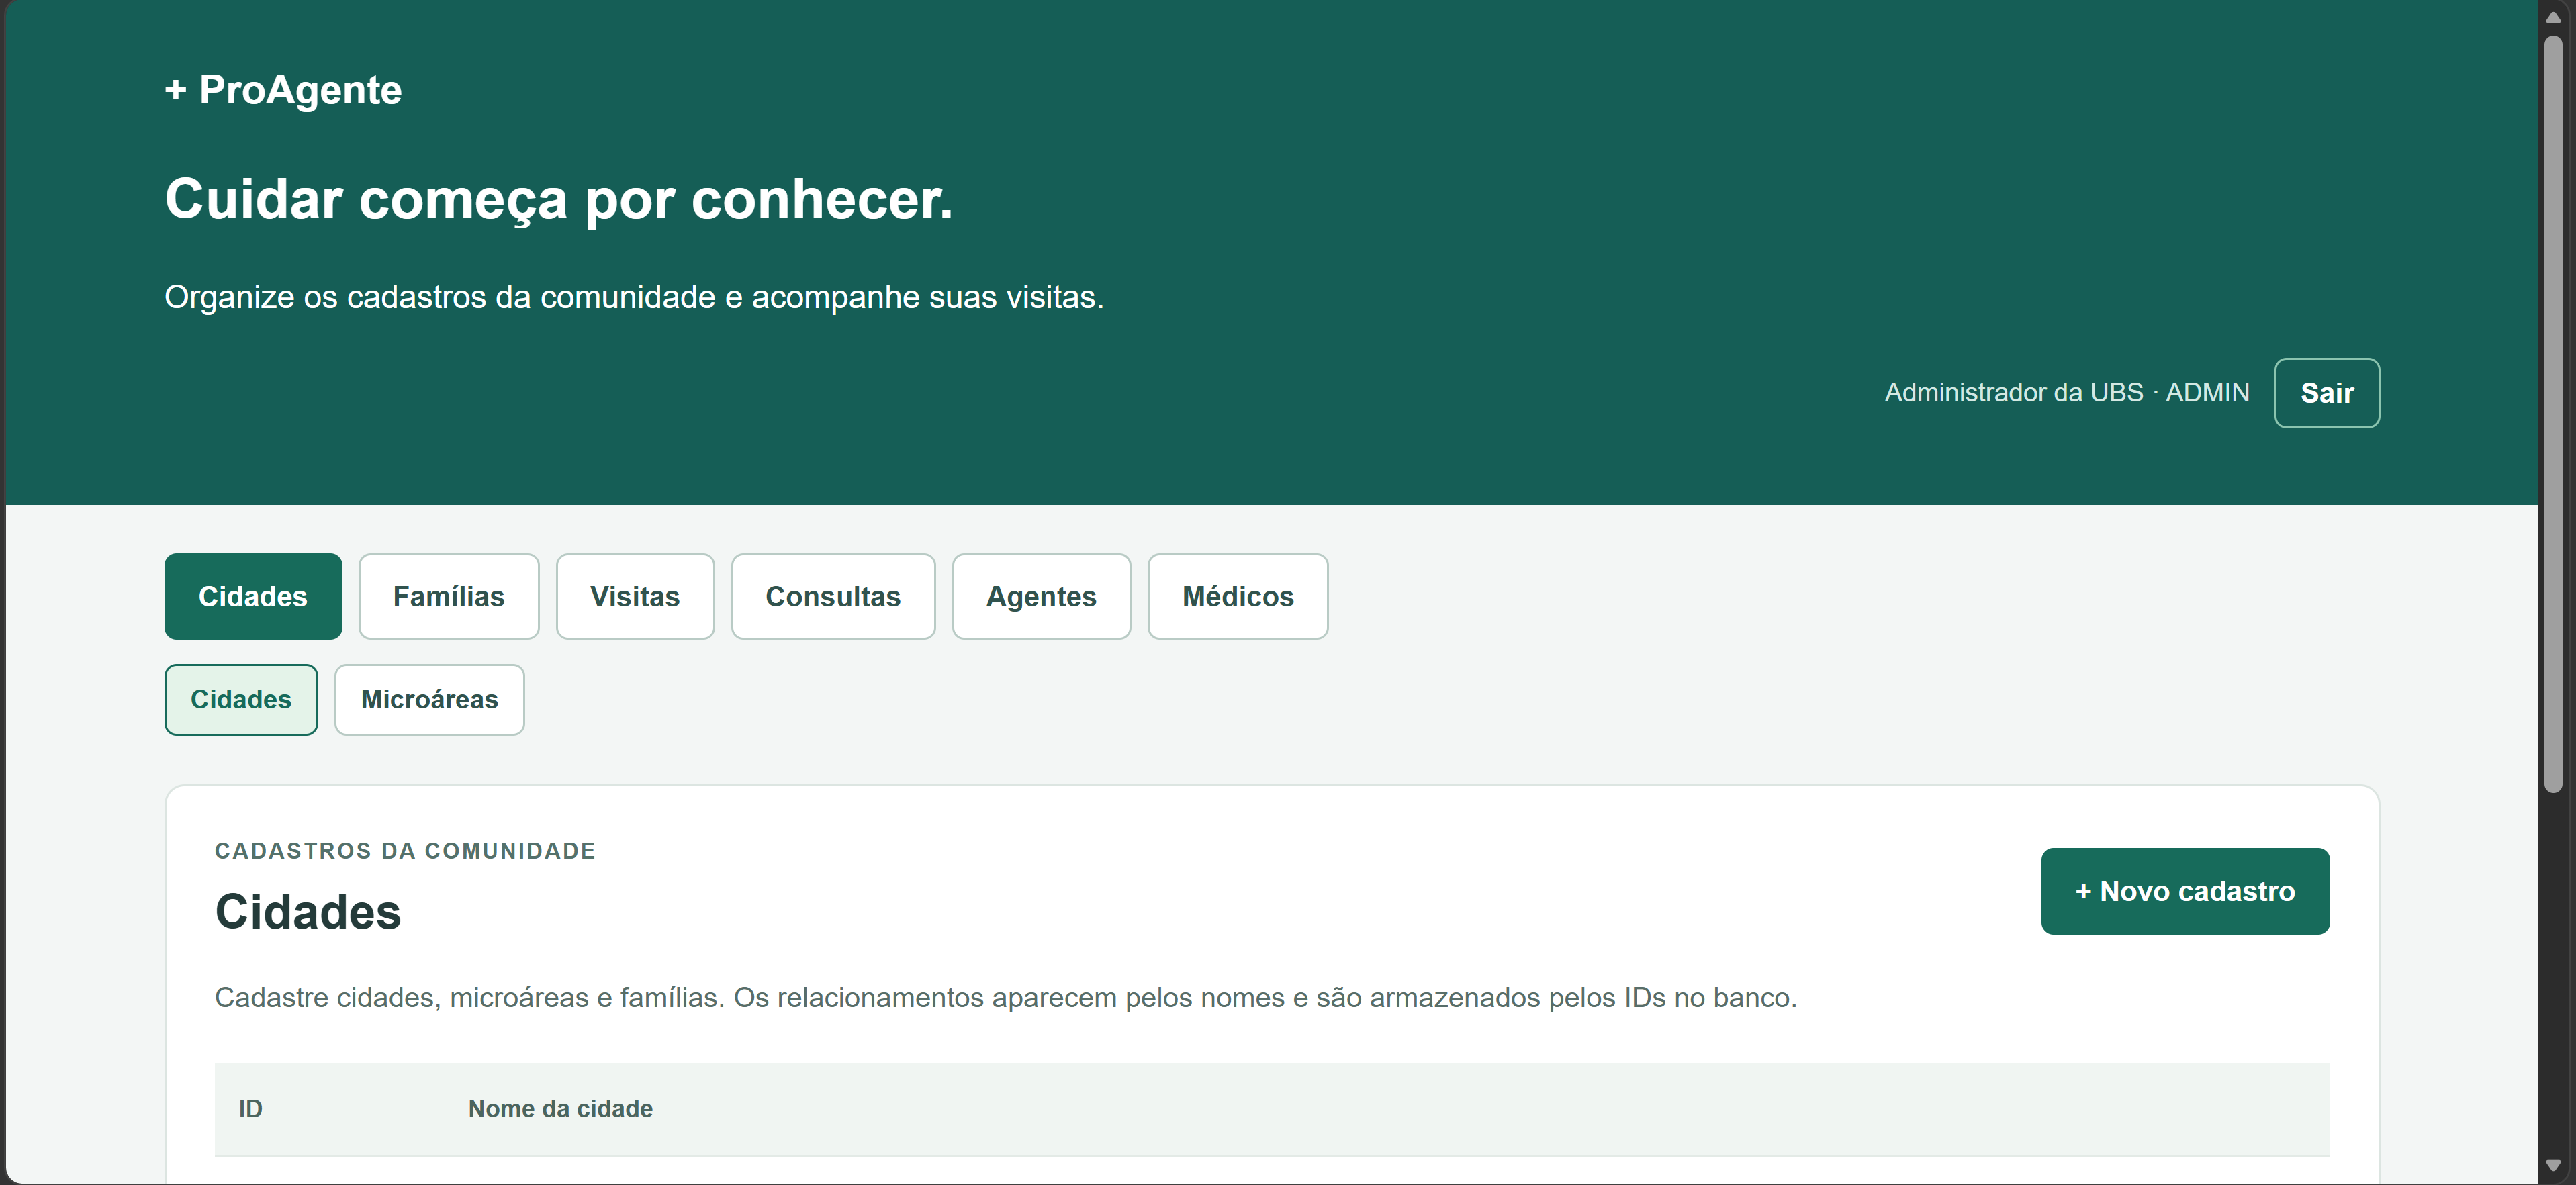 + ProAgente
Cuidar começa por conhecer.
Organize os cadastros da comunidade e acompanhe suas visitas.
Administrador da UBS · ADMIN Sair
Cidades Famílias Visitas Consultas Agentes Médicos
Cidades Microáreas
CADASTROS DA COMUNIDADE
Cidades
+ Novo cadastro
Cadastre cidades, microáreas e famílias. Os relacionamentos aparecem pelos nomes e são armazenados pelos IDs no banco.
ID Nome da cidade